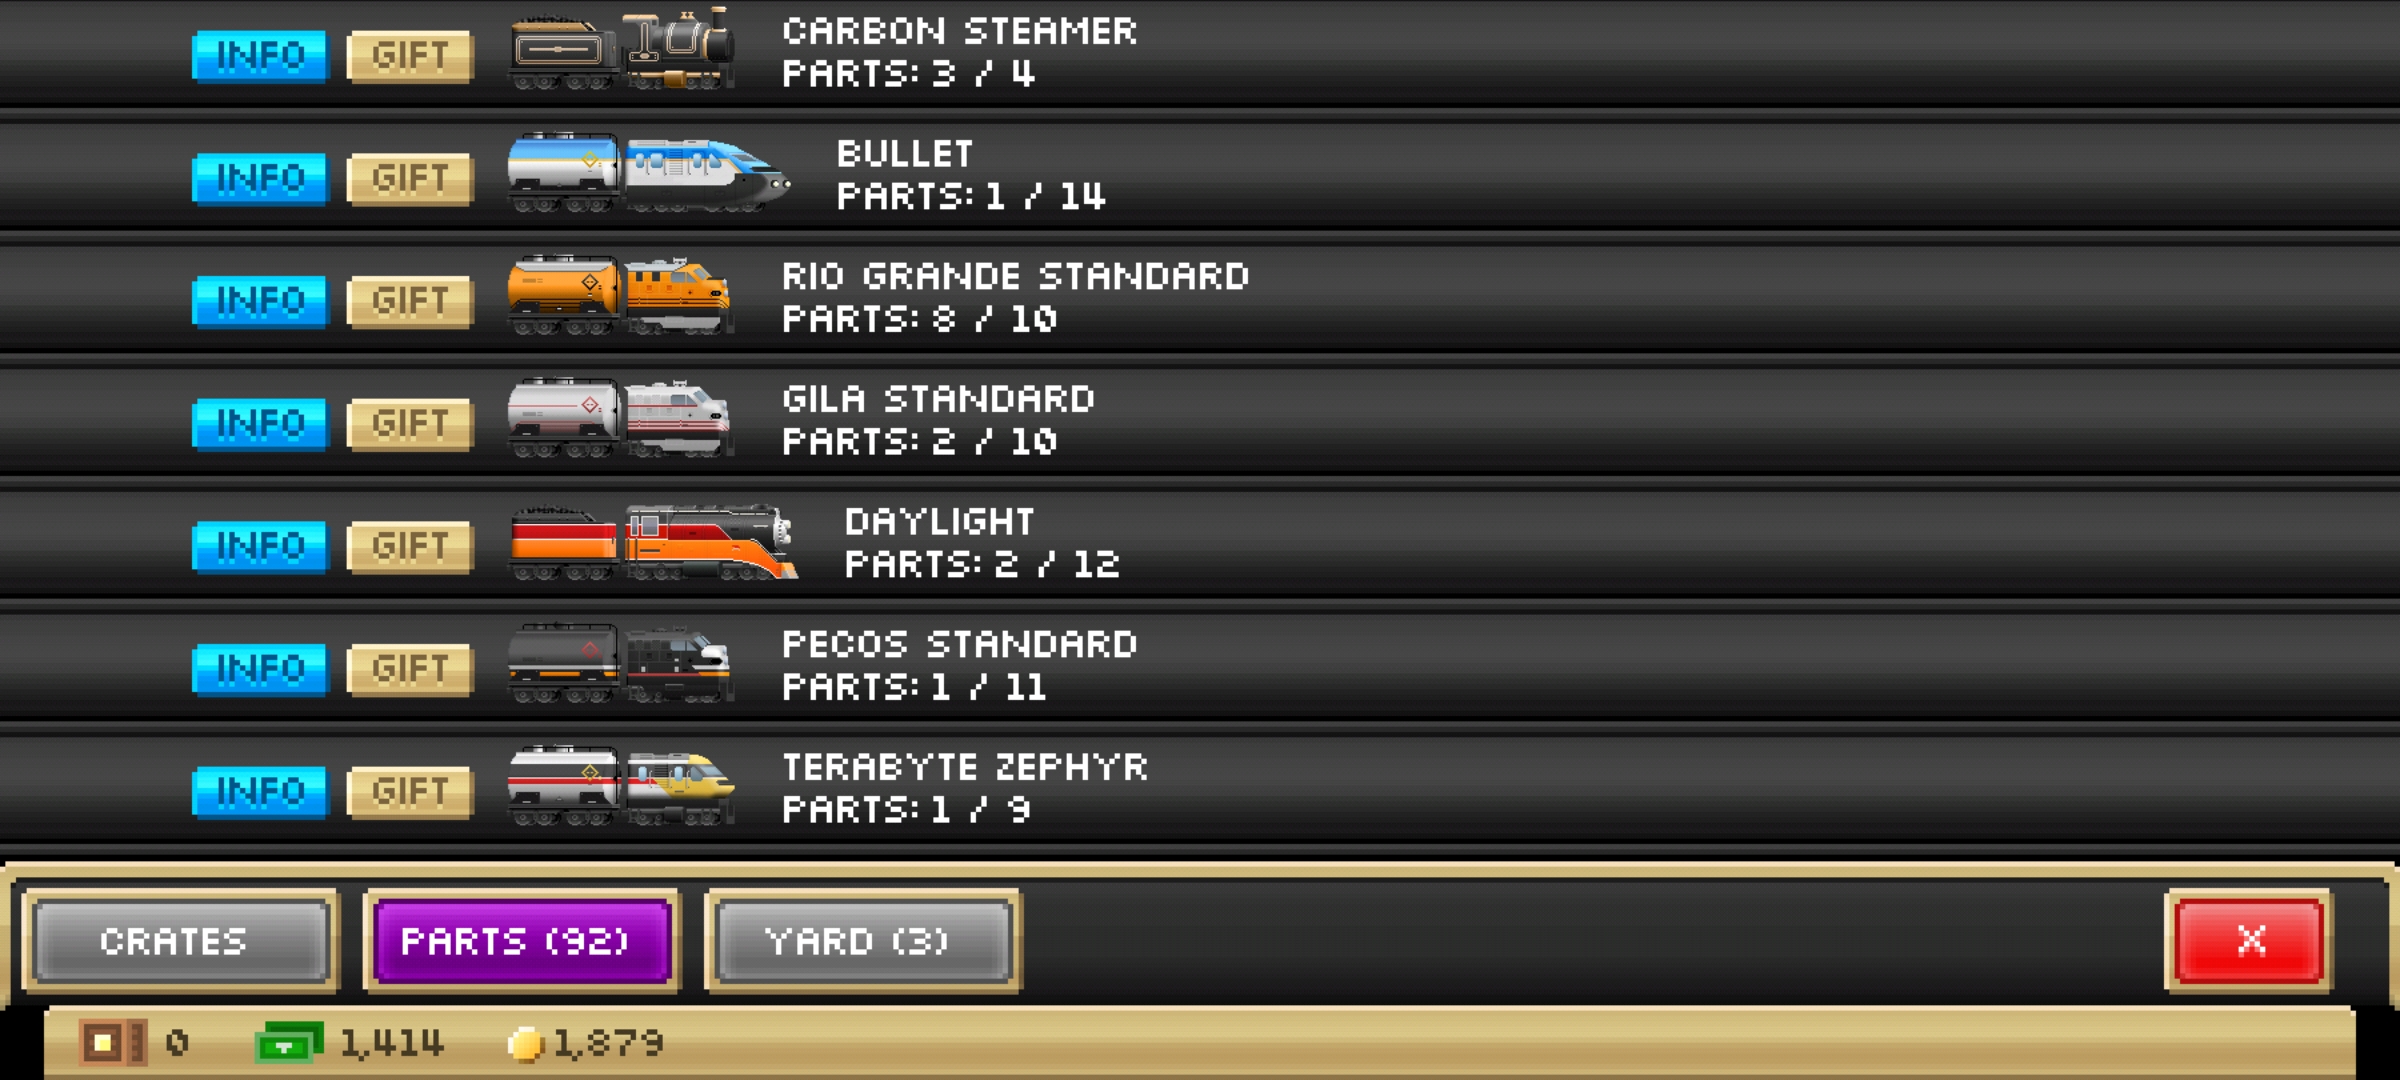 INFO GIFT CARBON STEAMER
PARTS: 3 / 4
INFO GIFT BULLET
PARTS: 1 / 14
INFO GIFT RIO GRANDE STANDARD
PARTS: 8 / 10
INFO GIFT GILA STANDARD
PARTS: 2 / 10
INFO GIFT DAYLIGHT
PARTS: 2 / 12
INFO GIFT PECOS STANDARD
PARTS: 1 / 11
INFO GIFT TERABYTE ZEPHYR
PARTS: 1 / 9
CRATES PARTS (92) YARD (3) X
0 1,414 1,879